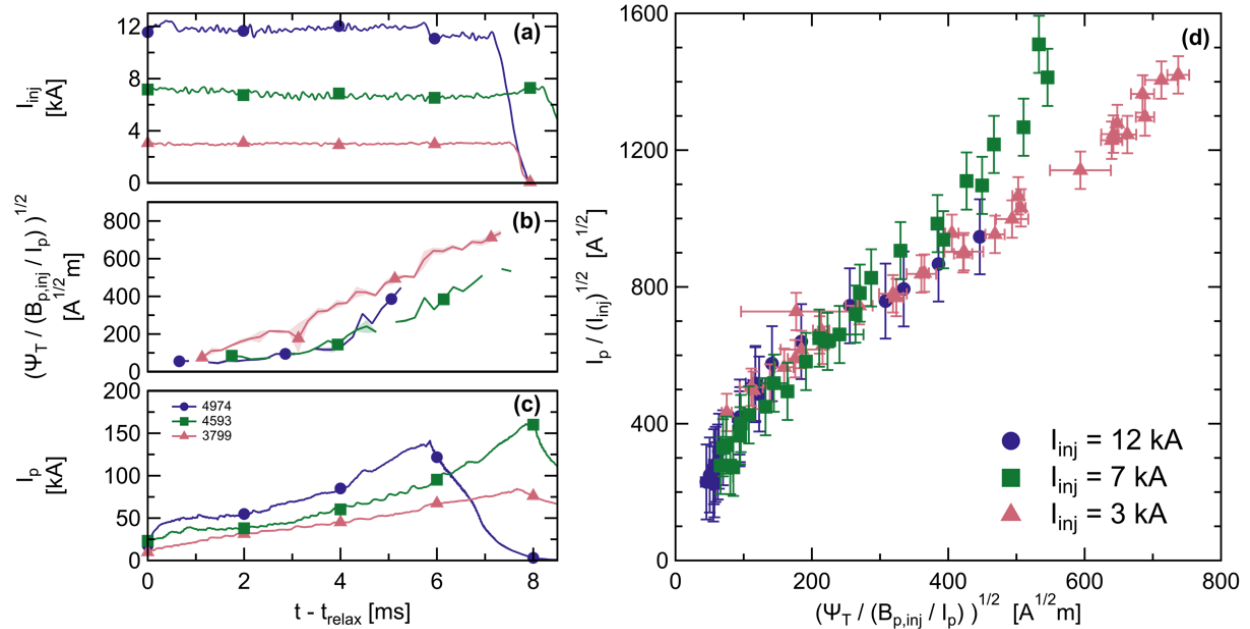 12
8
4
0
I_inj
[kA]
(a)
800
600
400
200
0
(Ψ_T / (B_p,inj / I_p) )^1/2
[A^1/2 m]
(b)
200
150
100
50
0
I_p
[kA]
(c)
4974
4593
3799
0
2
4
6
8
t - t_relax [ms]
1600
1200
800
400
0
I_p / (I_inj)^1/2 [A^1/2]
(d)
I_inj = 12 kA
I_inj = 7 kA
I_inj = 3 kA
0
200
400
600
800
(Ψ_T / (B_p,inj / I_p) )^1/2 [A^1/2 m]